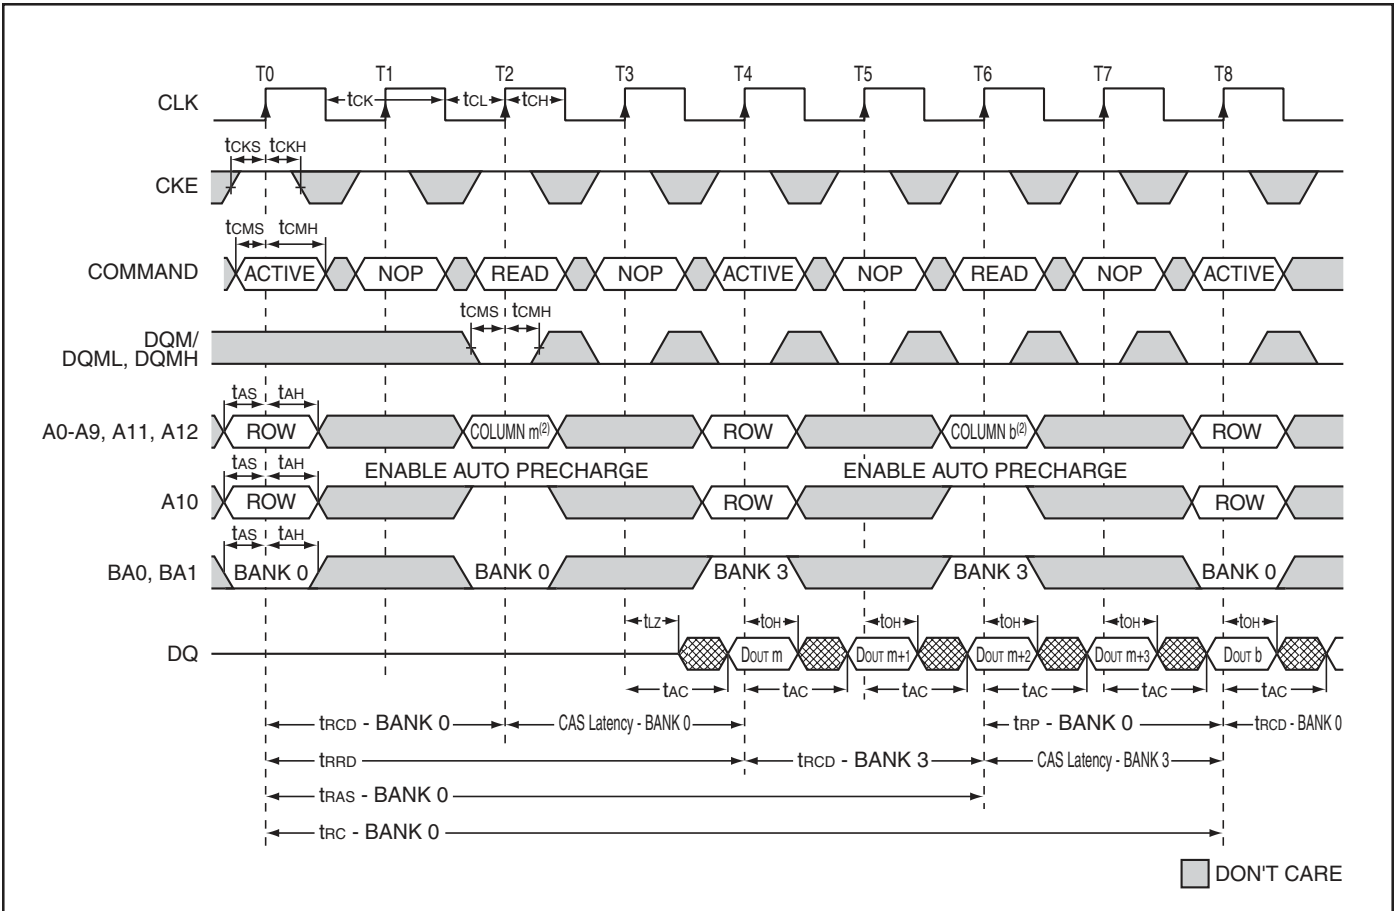 T0 T1 T2 T3 T4 T5 T6 T7 T8
CLK tCK tCL tCH
tCKS tCKH
CKE
tCMS tCMH
COMMAND ACTIVE NOP READ NOP ACTIVE NOP READ NOP ACTIVE
tCMS tCMH
DQM/
DQML, DQMH
tAS tAH
A0-A9, A11, A12 ROW COLUMN m(2) ROW COLUMN b(2) ROW
tAS tAH ENABLE AUTO PRECHARGE ENABLE AUTO PRECHARGE
A10 ROW ROW ROW
tAS tAH
BA0, BA1 BANK 0 BANK 0 BANK 3 BANK 3 BANK 0
tLZ tOH tOH tOH tOH tOH
DQ DOUT m DOUT m+1 DOUT m+2 DOUT m+3 DOUT b
tAC tAC tAC tAC tAC tAC
tRCD - BANK 0 CAS Latency - BANK 0 tRP - BANK 0 tRCD - BANK 0
tRRD tRCD - BANK 3 CAS Latency - BANK 3
tRAS - BANK 0
tRC - BANK 0
DON'T CARE